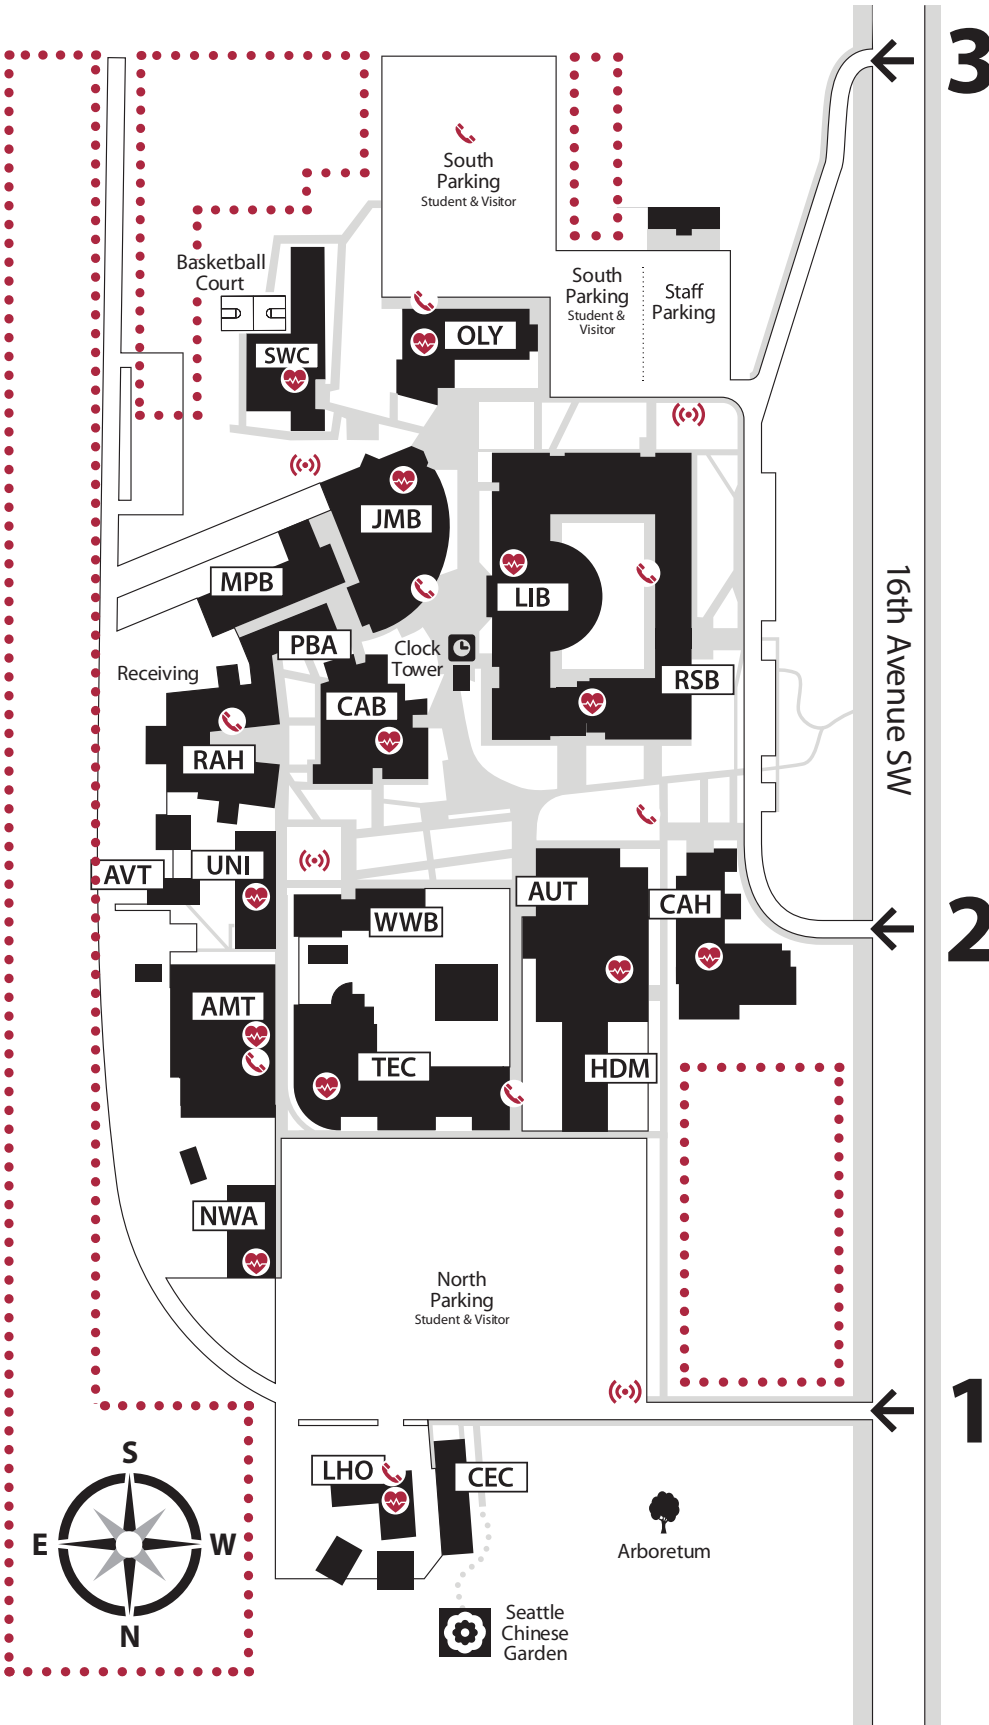 3
South
Parking
Student & Visitor
Basketball
Court
South
Parking
Student &
Visitor
Staff
Parking
SWC
OLY
JMB
MPB
LIB
16th Avenue SW
PBA
Clock
Tower
Receiving
RSB
CAB
RAH
UNI
AVT
AUT
CAH
WWB
2
AMT
TEC
HDM
NWA
North
Parking
Student & Visitor
1
LHO
CEC
S
E
W
N
Arboretum
Seattle
Chinese
Garden